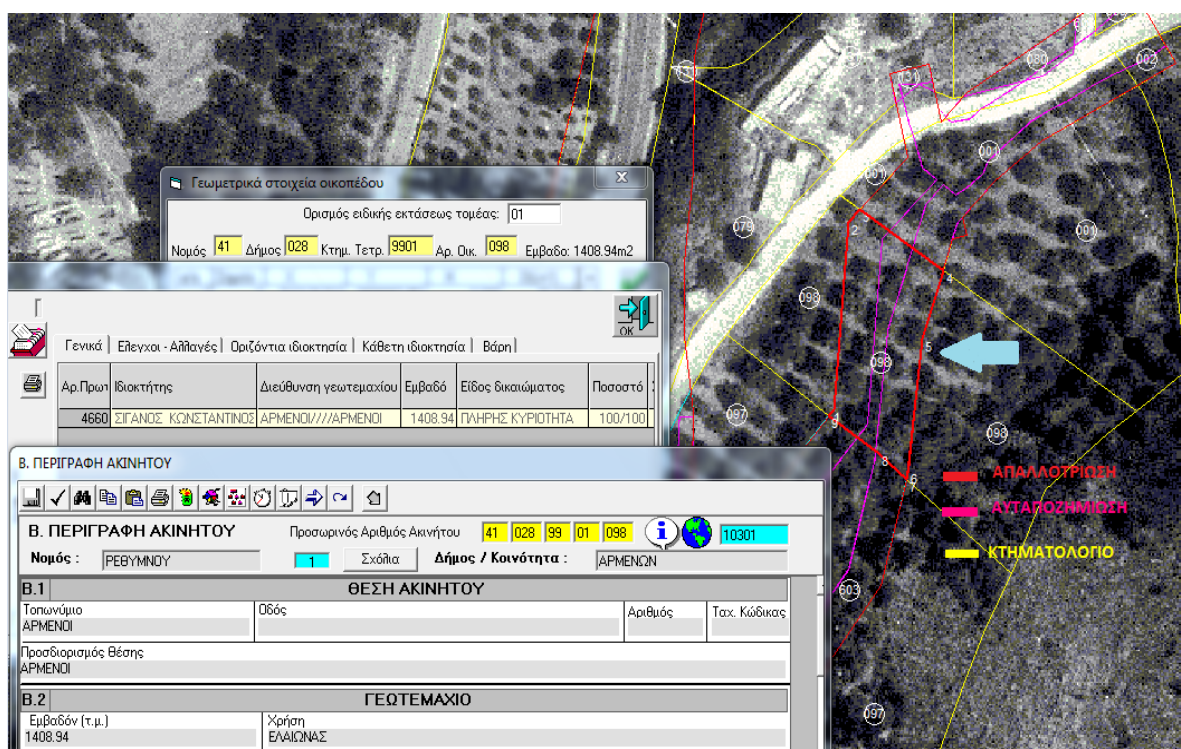 Γεωμετρικά στοιχεία οικοπέδου
Ορισμός ειδικής εκτάσεως τομέας: 01
Νομός 41 Δήμος 028 Κτημ. Τετρ. 9901 Αρ. Οικ. 098 Εμβαδο: 1408.94m2
OK
Γενικά Ελεγχοι - Αλλαγές Οριζόντια ιδιοκτησία Κάθετη ιδιοκτησία Βάρη
Αρ.Πρωτ Ιδιοκτήτης Διεύθυνση γεωτεμαχίου Εμβαδό Είδος δικαιώματος Ποσοστό
4660 ΣΙΓΑΝΟΣ ΚΩΝΣΤΑΝΤΙΝΟΣ ΑΡΜΕΝΟΙ////ΑΡΜΕΝΟΙ 1408.94 ΠΛΗΡΗΣ ΚΥΡΙΟΤΗΤΑ 100/100
Β. ΠΕΡΙΓΡΑΦΗ ΑΚΙΝΗΤΟΥ
Β. ΠΕΡΙΓΡΑΦΗ ΑΚΙΝΗΤΟΥ Προσωρινός Αριθμός Ακινήτου 41 028 99 01 098 10301
Νομός : ΡΕΘΥΜΝΟΥ 1 Σχόλια Δήμος / Κοινότητα : ΑΡΜΕΝΩΝ
Β.1 ΘΕΣΗ ΑΚΙΝΗΤΟΥ
Τοπωνύμιο Οδός Αριθμός Ταχ. Κώδικας
ΑΡΜΕΝΟΙ
Προσδιορισμός θέσης
ΑΡΜΕΝΟΙ
Β.2 ΓΕΩΤΕΜΑΧΙΟ
Εμβαδόν (τ.μ.) Χρήση
1408.94 ΕΛΑΙΩΝΑΣ
080
002
001
001
001
079
2
4
098
5
098
097
098
9
8
6
7
603
097
ΑΠΑΛΛΟΤΡΙΩΣΗ
ΑΥΤΑΠΟΖΗΜΙΩΣΗ
ΚΤΗΜΑΤΟΛΟΓΙΟ